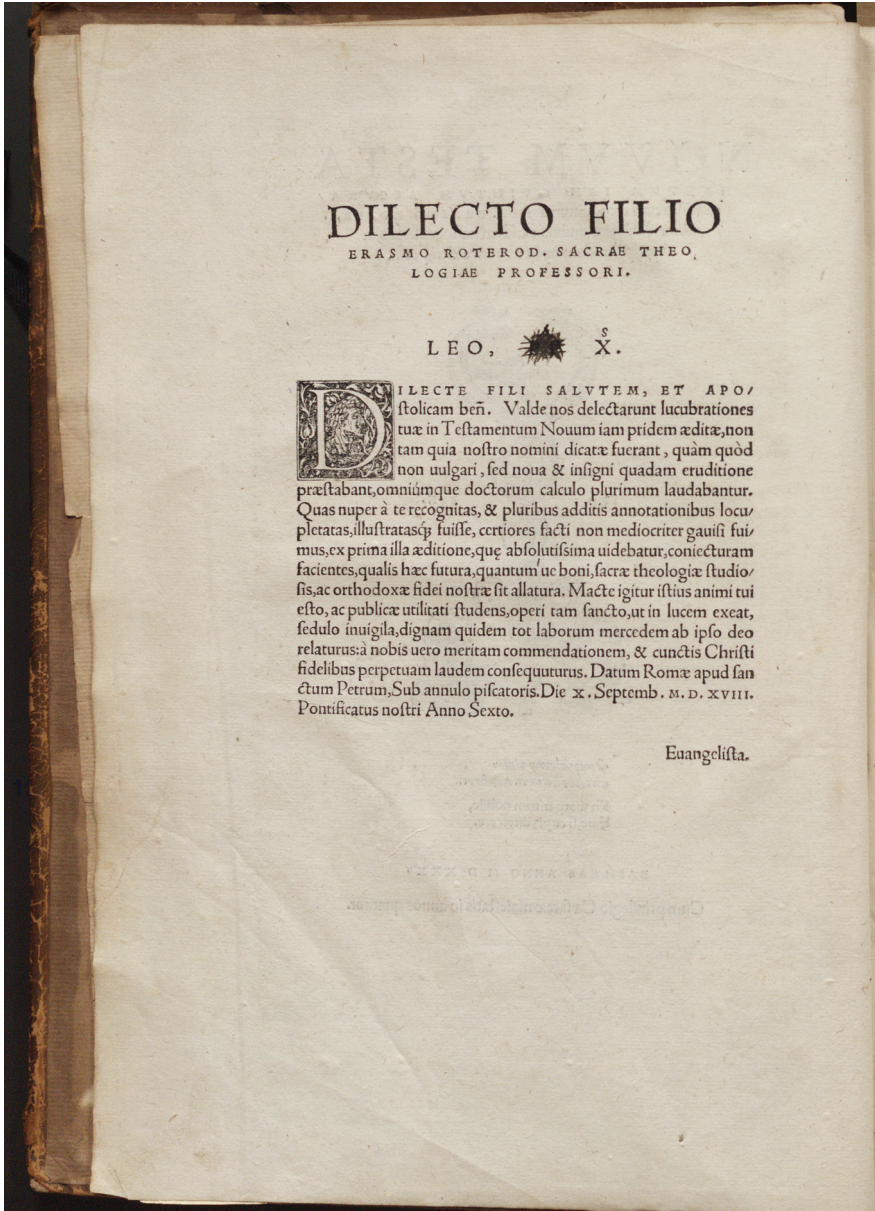 DILECTO FILIO
ERASMO ROTEROD. SACRAE THEO,
LOGIAE PROFESSORI.
LEO, X.
S
DILECTE FILI SALVTEM, ET APO/
ſtolicam beñ. Valde nos delectarunt lucubrationes
tuæ in Teſtamentum Nouum iam pridem æditæ,non
tam quia noſtro nomini dicatæ fuerant, quàm quòd
non uulgari, ſed noua & inſigni quadam eruditione
præſtabant,omniúmque doctorum calculo plurimum laudabantur.
Quas nuper à te recognitas, & pluribus additis annotationibus locu/
pletatas,illuſtratasq́; fuiſſe, certiores facti non mediocriter gauiſi fui/
mus,ex prima illa æditione,quę abſolutiſſima uidebatur,coniecturam
facientes,qualis hæc futura,quantum'ue boni,ſacræ theologiæ ſtudio/
ſis,ac orthodoxæ fidei noſtræ ſit allatura. Macte igitur iſtius animi tui
eſto, ac publicæ utilitati ſtudens,operi tam ſancto,ut in lucem exeat,
ſedulo inuigila,dignam quidem tot laborum mercedem ab ipſo deo
relaturus:à nobis uero meritam commendationem, & cunctis Chriſti
fidelibus perpetuam laudem conſequuturus. Datum Romæ apud ſan
ctum Petrum,Sub annulo piſcatoris.Die X. Septemb. M. D. XVIII.
Pontificatus noſtri Anno Sexto.
Euangeliſta.